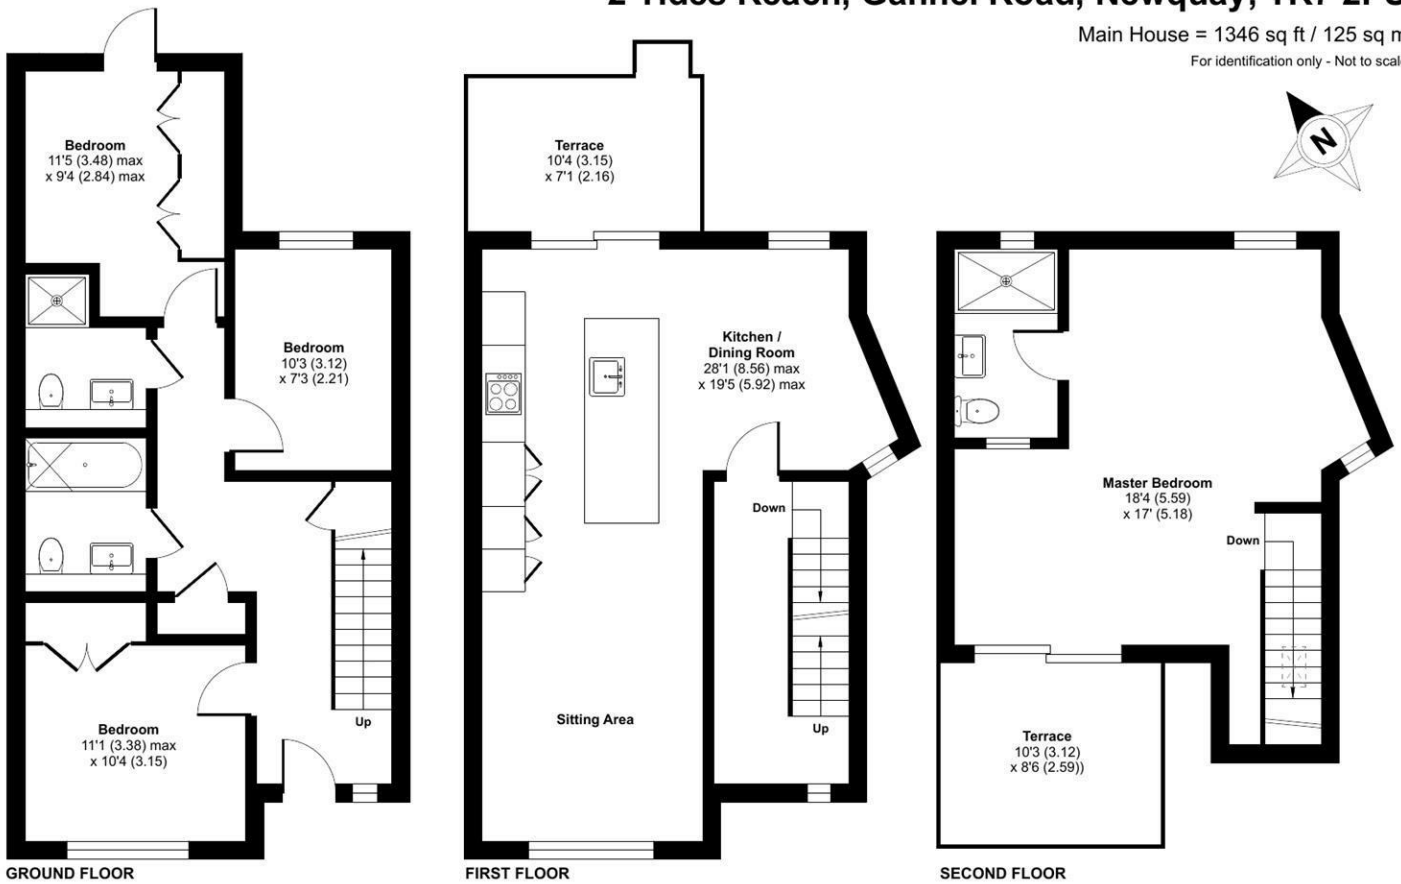 Main House = 1346 sq ft / 125 sq m
For identification only - Not to scale
N
Bedroom
11'5 (3.48) max
x 9'4 (2.84) max
Bedroom
10'3 (3.12)
x 7'3 (2.21)
Bedroom
11'1 (3.38) max
x 10'4 (3.15)
Up
GROUND FLOOR
Terrace
10'4 (3.15)
x 7'1 (2.16)
Kitchen /
Dining Room
28'1 (8.56) max
x 19'5 (5.92) max
Down
Sitting Area
Up
FIRST FLOOR
Master Bedroom
18'4 (5.59)
x 17' (5.18)
Down
Terrace
10'3 (3.12)
x 8'6 (2.59))
SECOND FLOOR